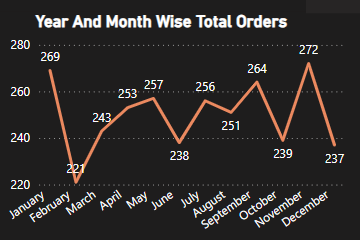 Year And Month Wise Total Orders
280
260
240
220
269
221
243
253
257
238
256
251
264
239
272
237
January
February
March
April
May
June
July
August
September
October
November
December